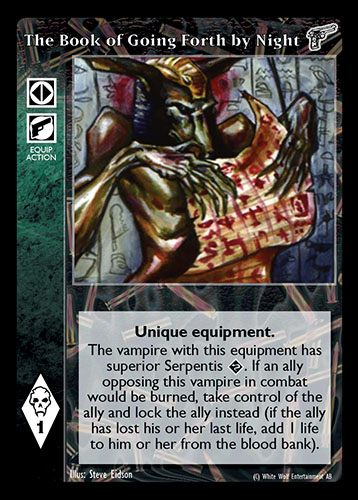 The Book of Going Forth by Night
EQUIP
ACTION
Unique equipment.
The vampire with this equipment has
superior Serpentis. If an ally
opposing this vampire in combat
would be burned, take control of the
ally and lock the ally instead (if the ally
has lost his or her last life, add 1 life
to him or her from the blood bank).
1
Illus: Steve Eidson
(C) White Wolf Entertainment AB